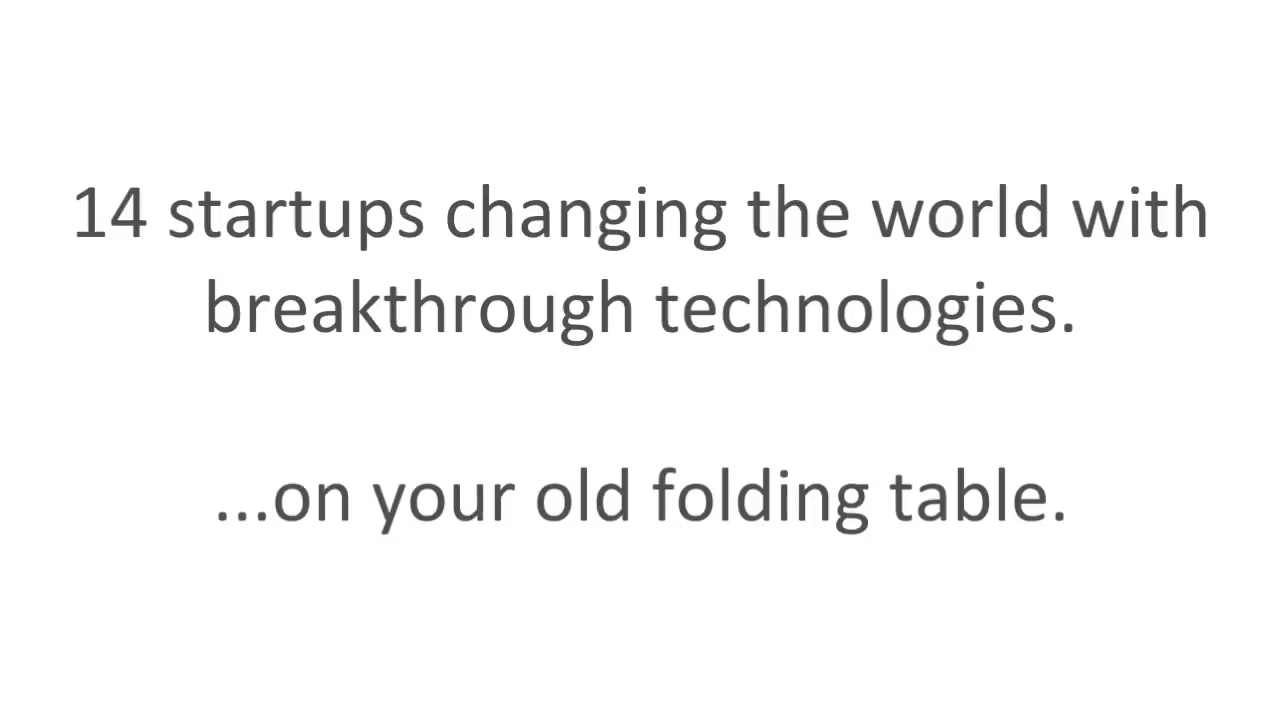 14 startups changing the world with
breakthrough technologies.
...on your old folding table.